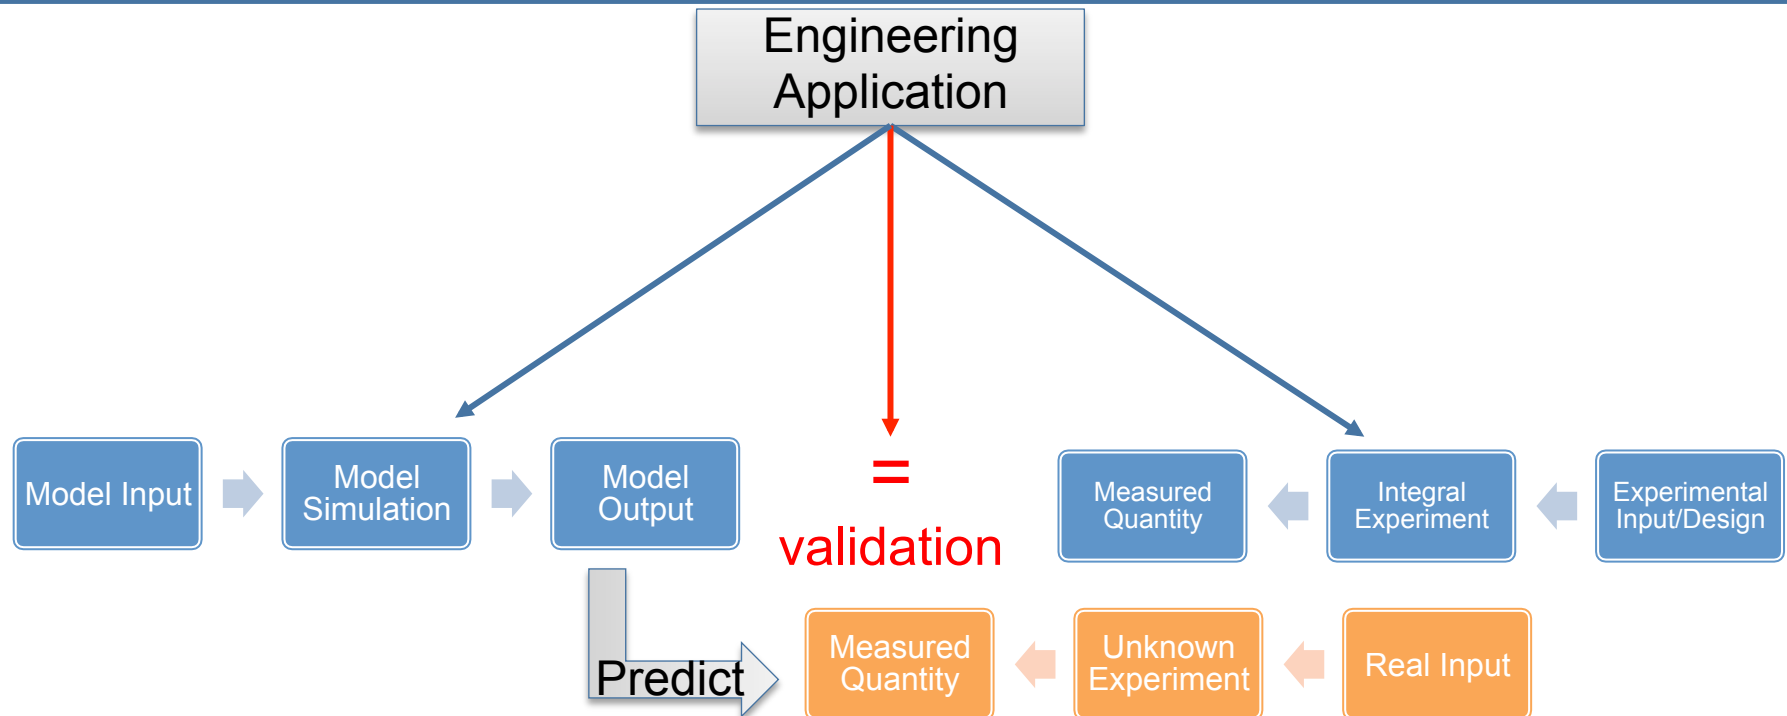 Engineering
Application
Model Input
Model
Simulation
Model
Output
=
validation
Measured
Quantity
Integral
Experiment
Experimental
Input/Design
Predict
Measured
Quantity
Unknown
Experiment
Real Input